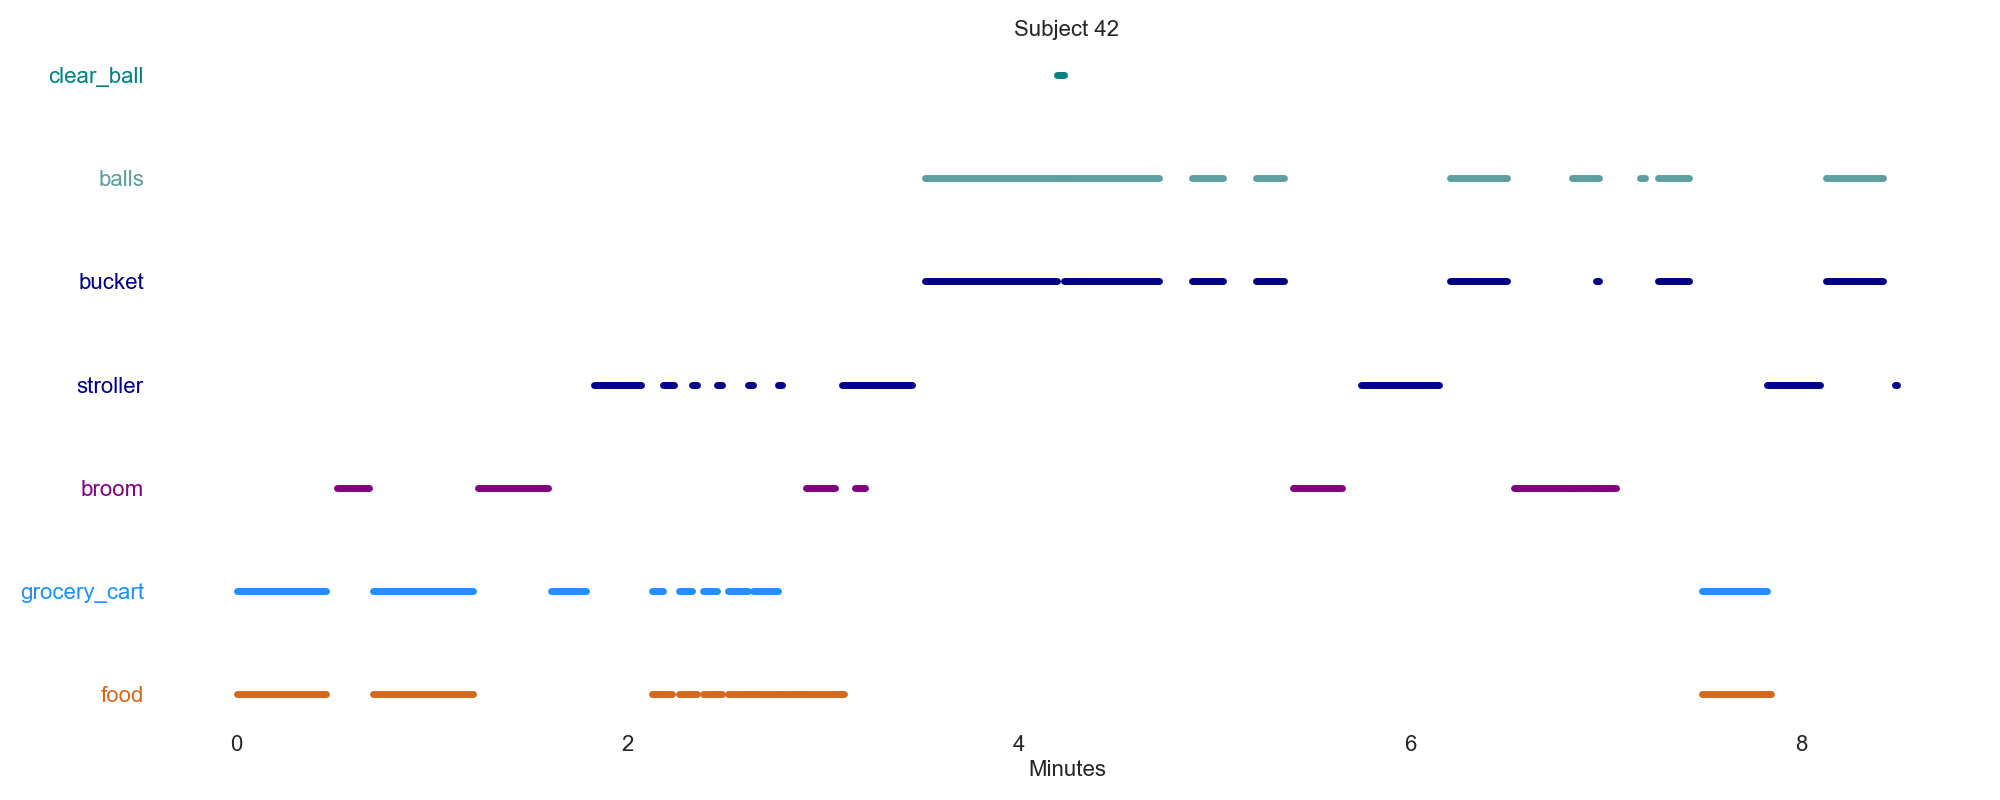 Subject 42
clear_ball
balls
bucket
stroller
broom
grocery_cart
food
0 2 4 6 8
Minutes